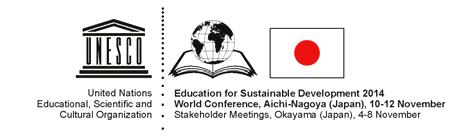 UNESCO
United Nations
Educational, Scientific and
Cultural Organization
Education for Sustainable Development 2014
World Conference, Aichi-Nagoya (Japan), 10-12 November
Stakeholder Meetings, Okayama (Japan), 4-8 November